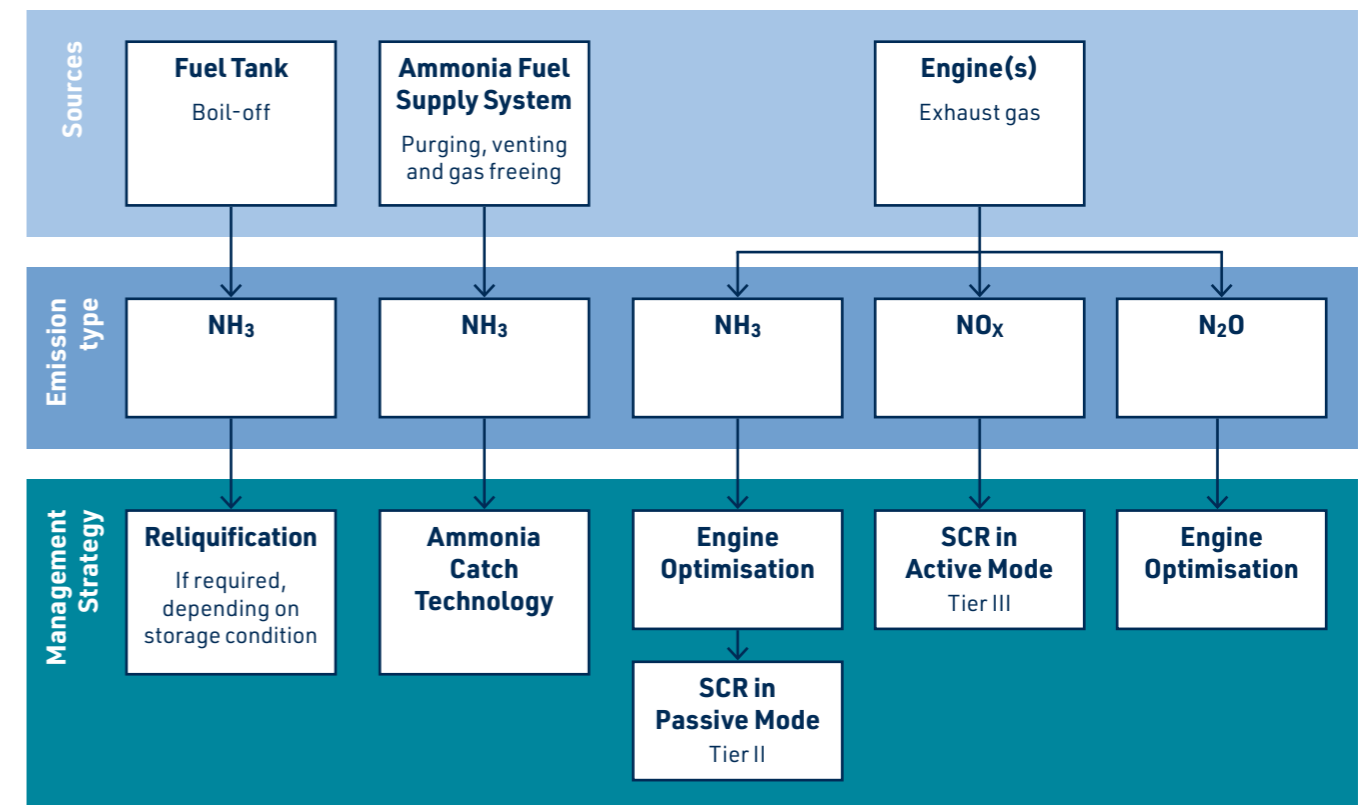 Sources
Fuel Tank
Boil-off
Ammonia Fuel
Supply System
Purging, venting
and gas freeing
Engine(s)
Exhaust gas
Emission
type
NH₃
NH₃
NH₃
NOₓ
N₂O
Management
Strategy
Reliquification
If required,
depending on
storage condition
Ammonia
Catch
Technology
Engine
Optimisation
SCR in
Passive Mode
Tier II
SCR in
Active Mode
Tier III
Engine
Optimisation